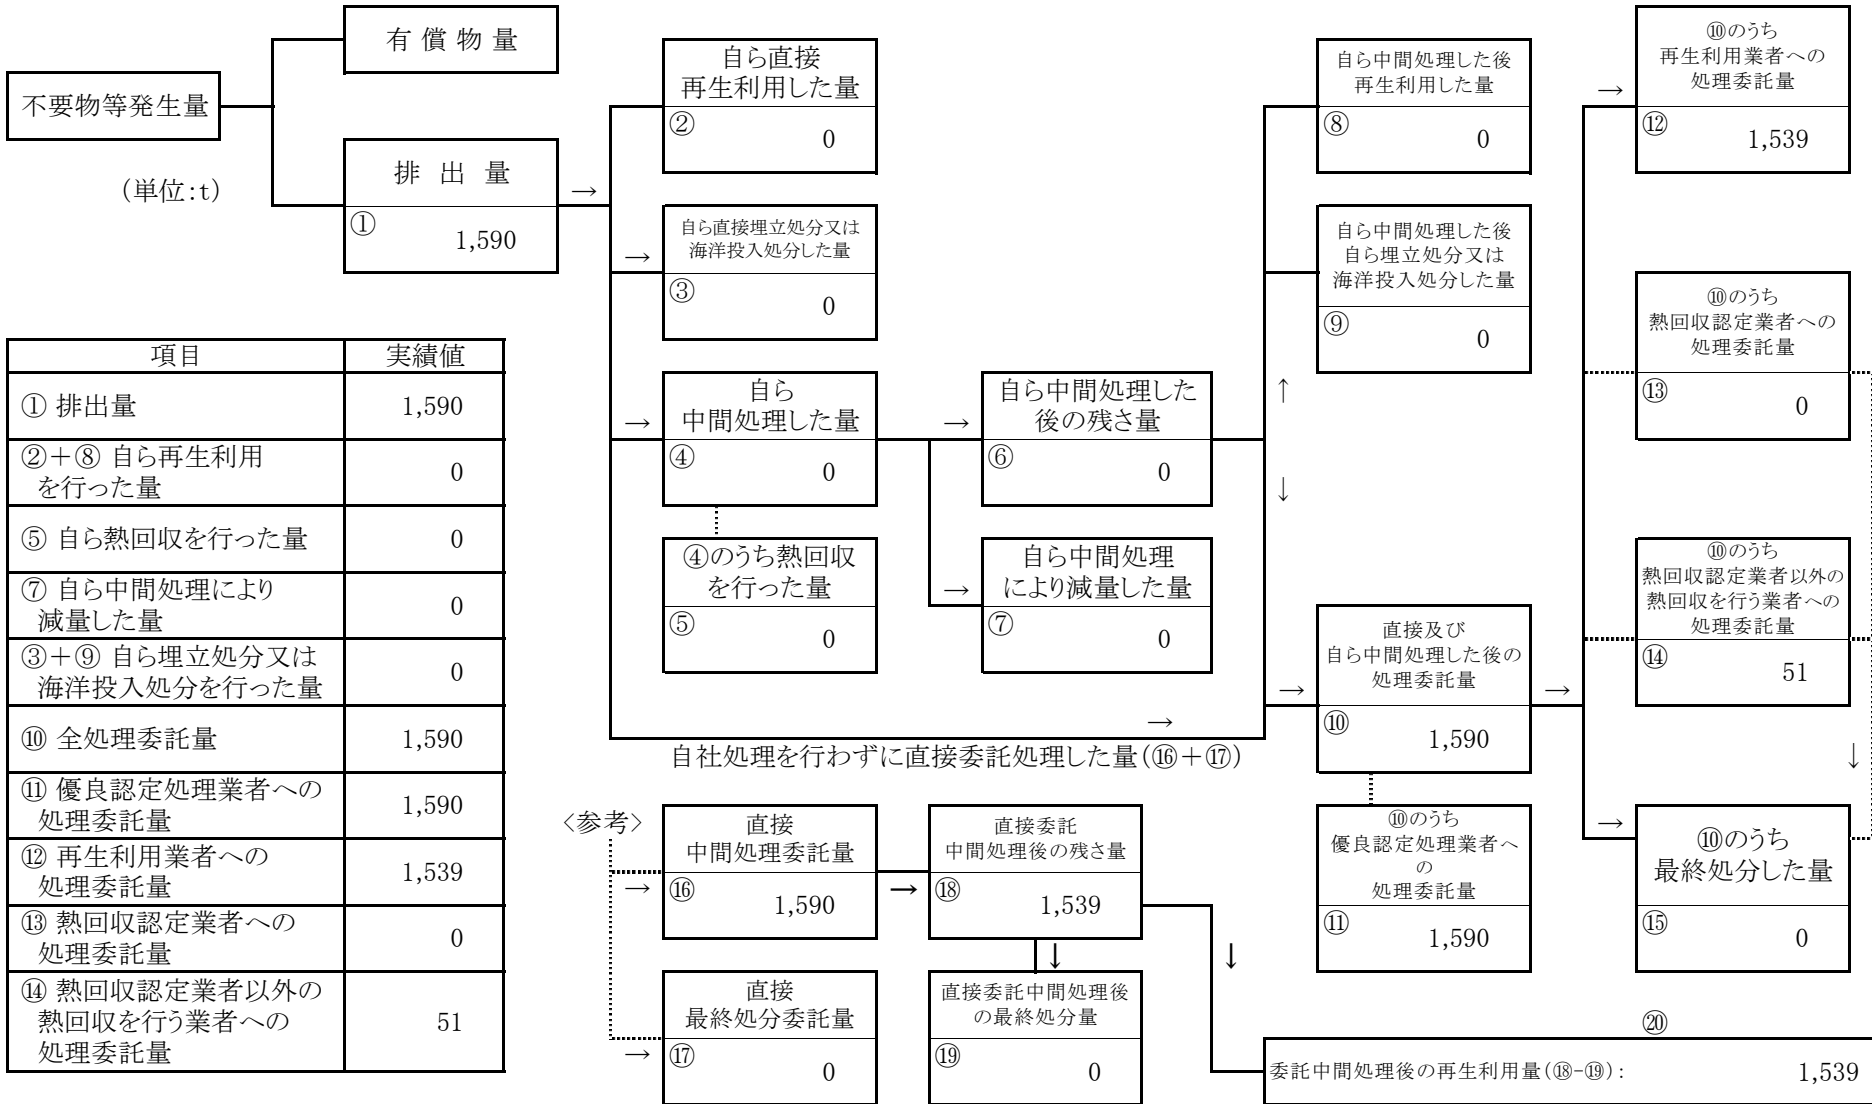 有 償 物 量
不要物等発生量
(単位:t)
排 出 量
①
1,590
→
自ら直接
再生利用した量
②
0
→
自ら直接埋立処分又は
海洋投入処分した量
③
0
→
自ら
中間処理した量
④
0
④のうち熱回収
を行った量
⑤
0
→
自ら中間処理した
後の残さ量
⑥
0
→
自ら中間処理
により減量した量
⑦
0
自ら中間処理した後
再生利用した量
⑧
0
自ら中間処理した後
自ら埋立処分又は
海洋投入処分した量
⑨
0
↑
↓
→
自社処理を行わずに直接委託処理した量(⑯+⑰)
→
直接及び
自ら中間処理した後の
処理委託量
⑩
1,590
→
⑩のうち
優良認定処理業者へ
の
処理委託量
⑪
1,590
→
⑩のうち
再生利用業者への
処理委託量
⑫
1,539
⑩のうち
熱回収認定業者への
処理委託量
⑬
0
⑩のうち
熱回収認定業者以外の
熱回収を行う業者への
処理委託量
⑭
51
↓
→
⑩のうち
最終処分した量
⑮
0
項目 実績値
① 排出量 1,590
②+⑧ 自ら再生利用
を行った量 0
⑤ 自ら熱回収を行った量 0
⑦ 自ら中間処理により
減量した量 0
③+⑨ 自ら埋立処分又は
海洋投入処分を行った量 0
⑩ 全処理委託量 1,590
⑪ 優良認定処理業者への
処理委託量 1,590
⑫ 再生利用業者への
処理委託量 1,539
⑬ 熱回収認定業者への
処理委託量 0
⑭ 熱回収認定業者以外の
熱回収を行う業者への
処理委託量 51
<参考>
→
直接
中間処理委託量
⑯
1,590
→
直接委託
中間処理後の残さ量
⑱
1,539
↓
↓
→
直接
最終処分委託量
⑰
0
直接委託中間処理後
の最終処分量
⑲
0
⑳
委託中間処理後の再生利用量(⑱-⑲): 1,539